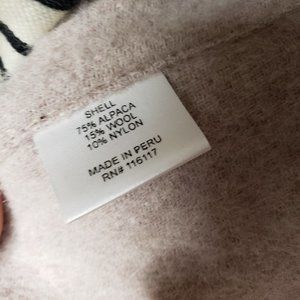 SHELL
75% ALPACA
15% WOOL
10% NYLON
MADE IN PERU
RN# 116117